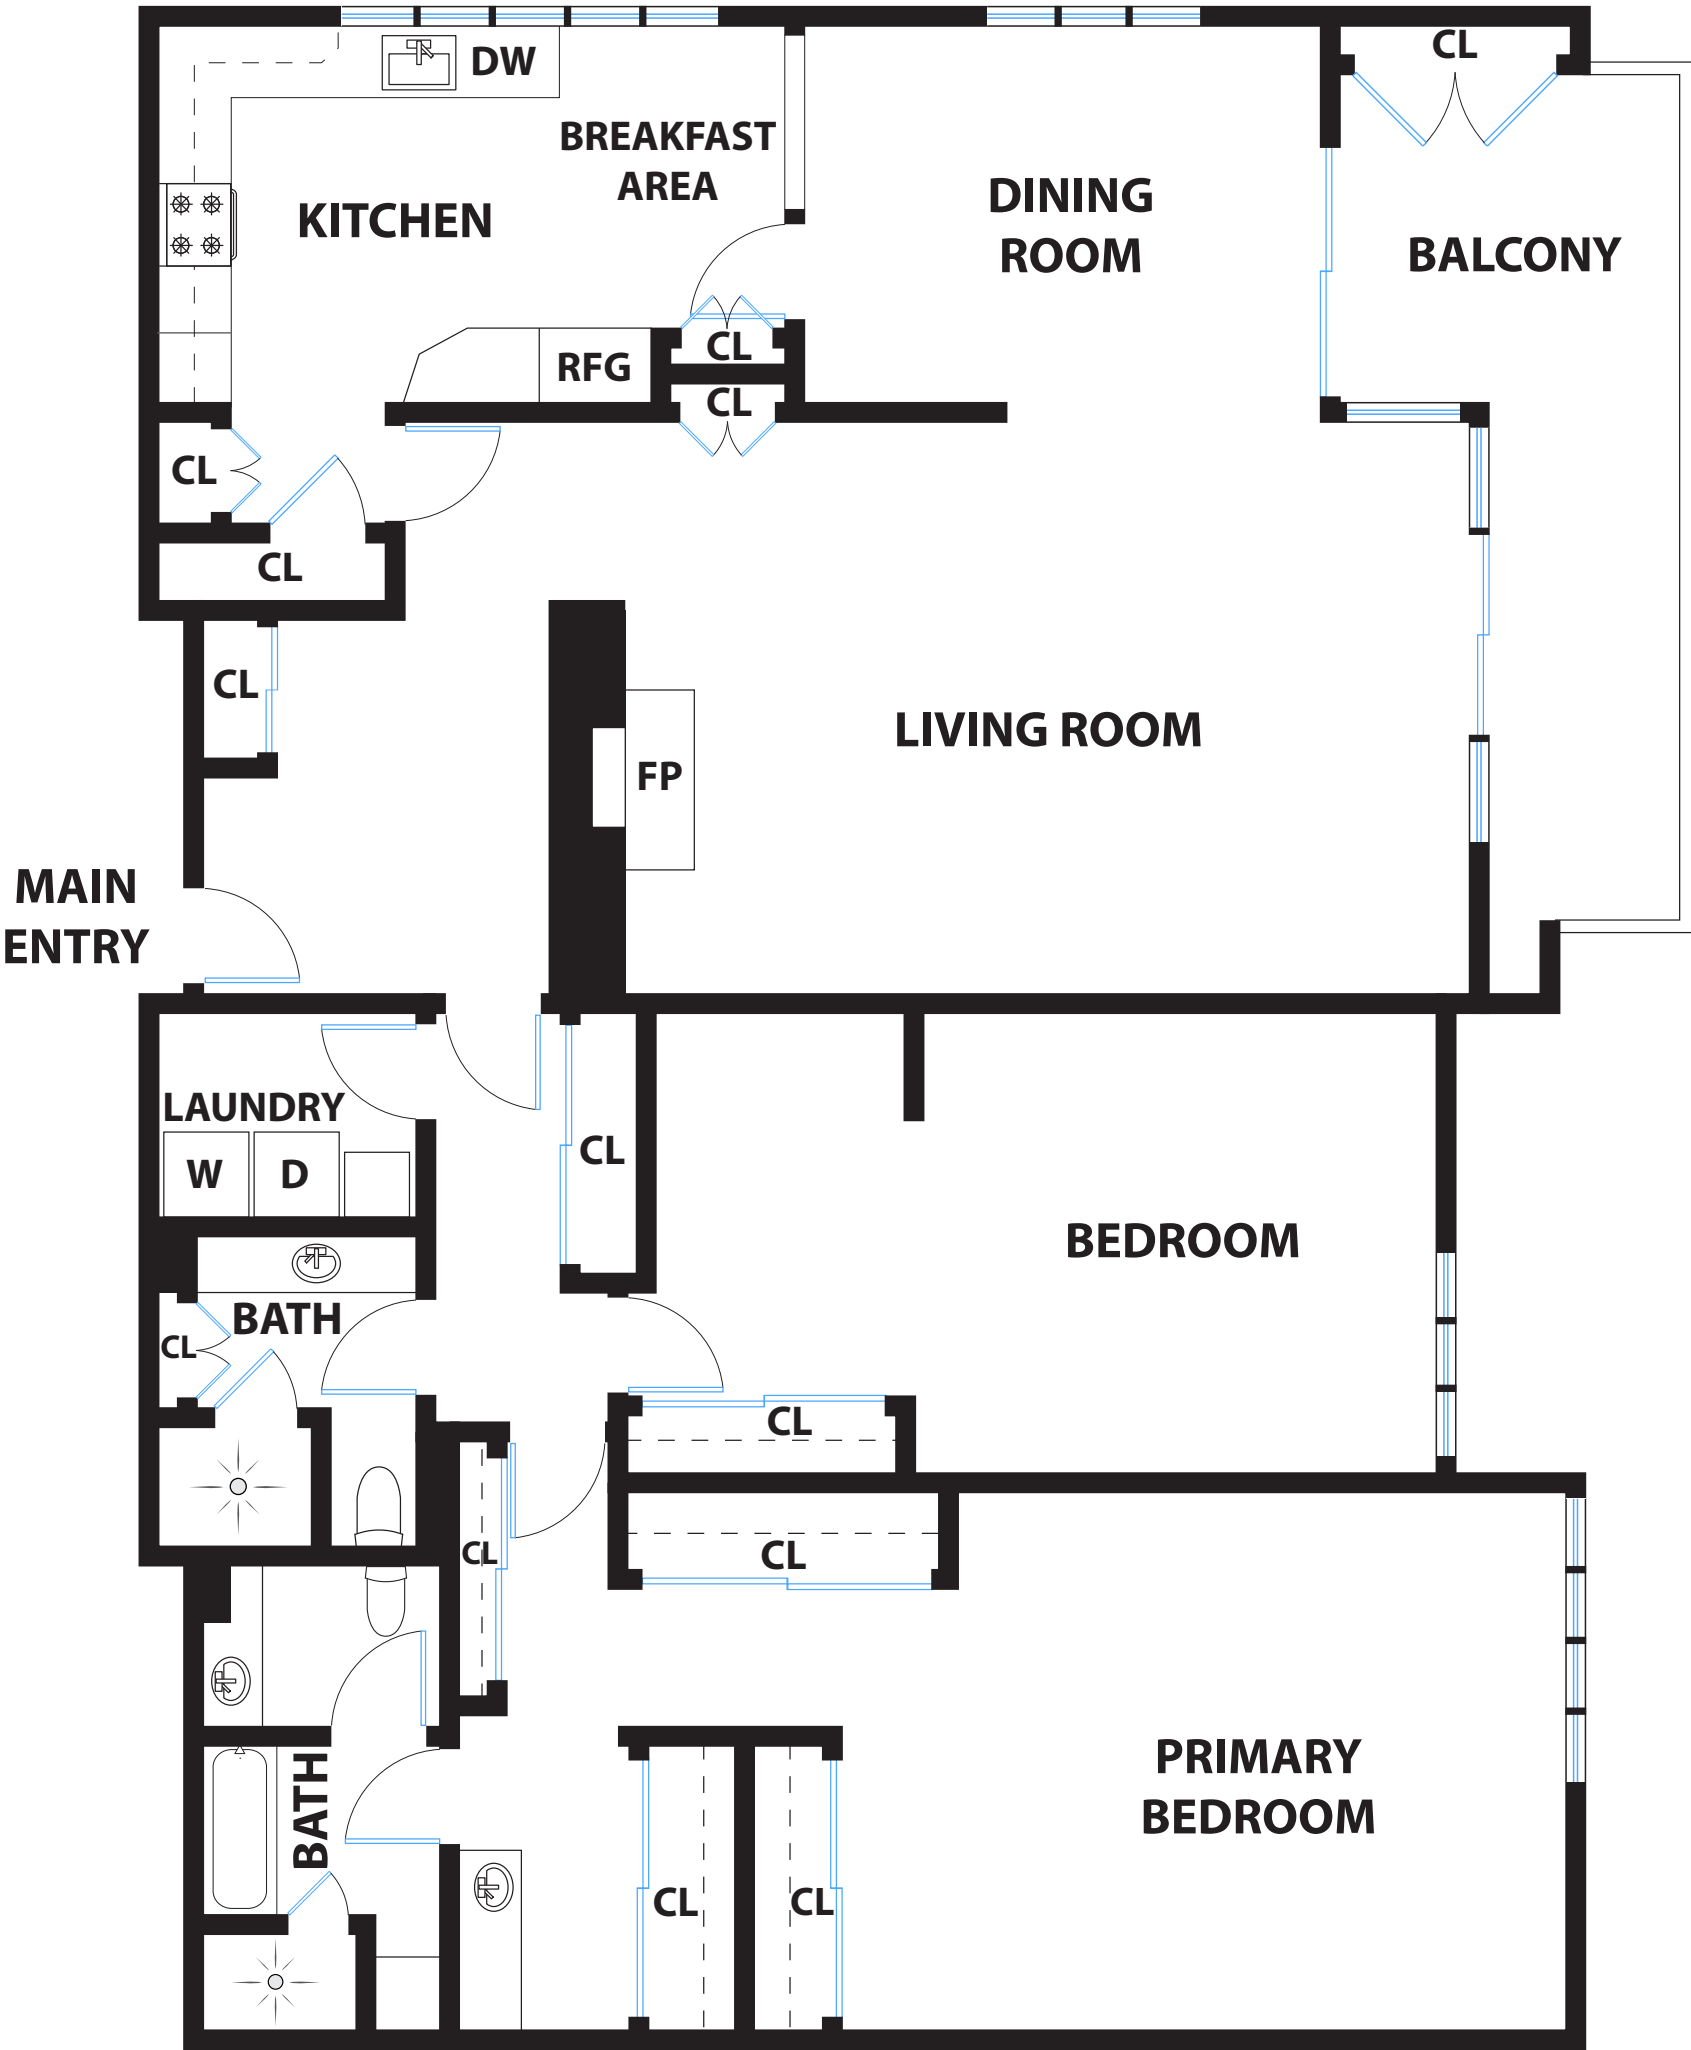 CL
DW
BREAKFAST
AREA
KITCHEN
DINING
ROOM
BALCONY
CL
RFG
CL
CL
CL
CL
LIVING ROOM
FP
MAIN
ENTRY
LAUNDRY
W
D
CL
BEDROOM
BATH
CL
CL
CL
CL
PRIMARY
BEDROOM
BATH
CL
CL